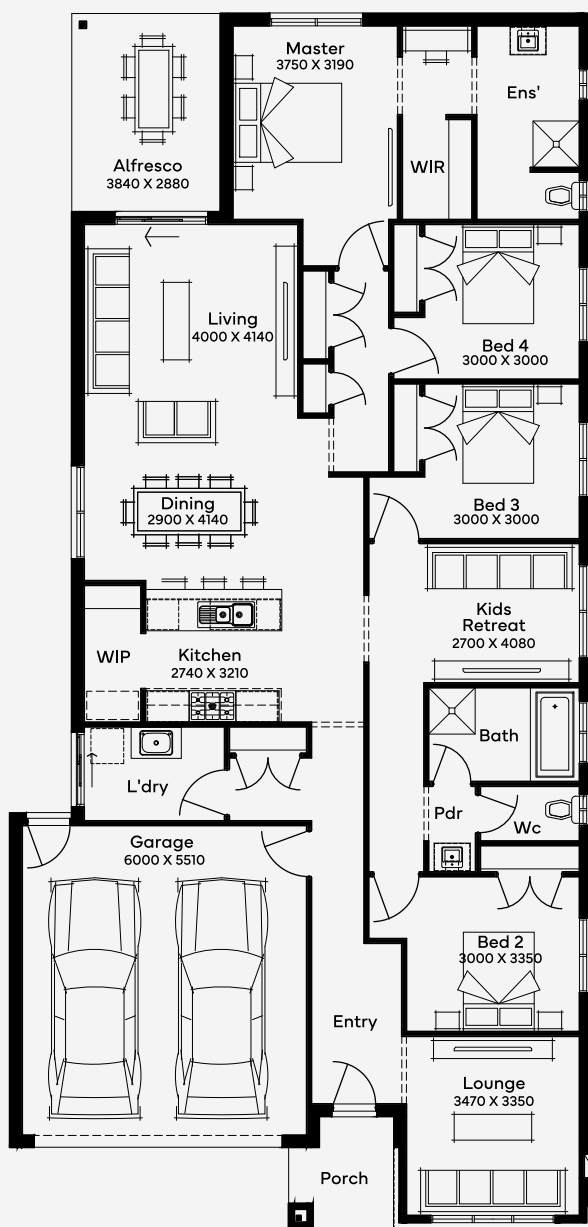 Master
3750 X 3190
Ens'
Alfresco
3840 X 2880
WIR
Living
4000 X 4140
Bed 4
3000 X 3000
Dining
2900 X 4140
Bed 3
3000 X 3000
Kids
Retreat
2700 X 4080
WIP
Kitchen
2740 X 3210
Bath
L'dry
Pdr
Wc
Garage
6000 X 5510
Bed 2
3000 X 3350
Entry
Lounge
3470 X 3350
Porch